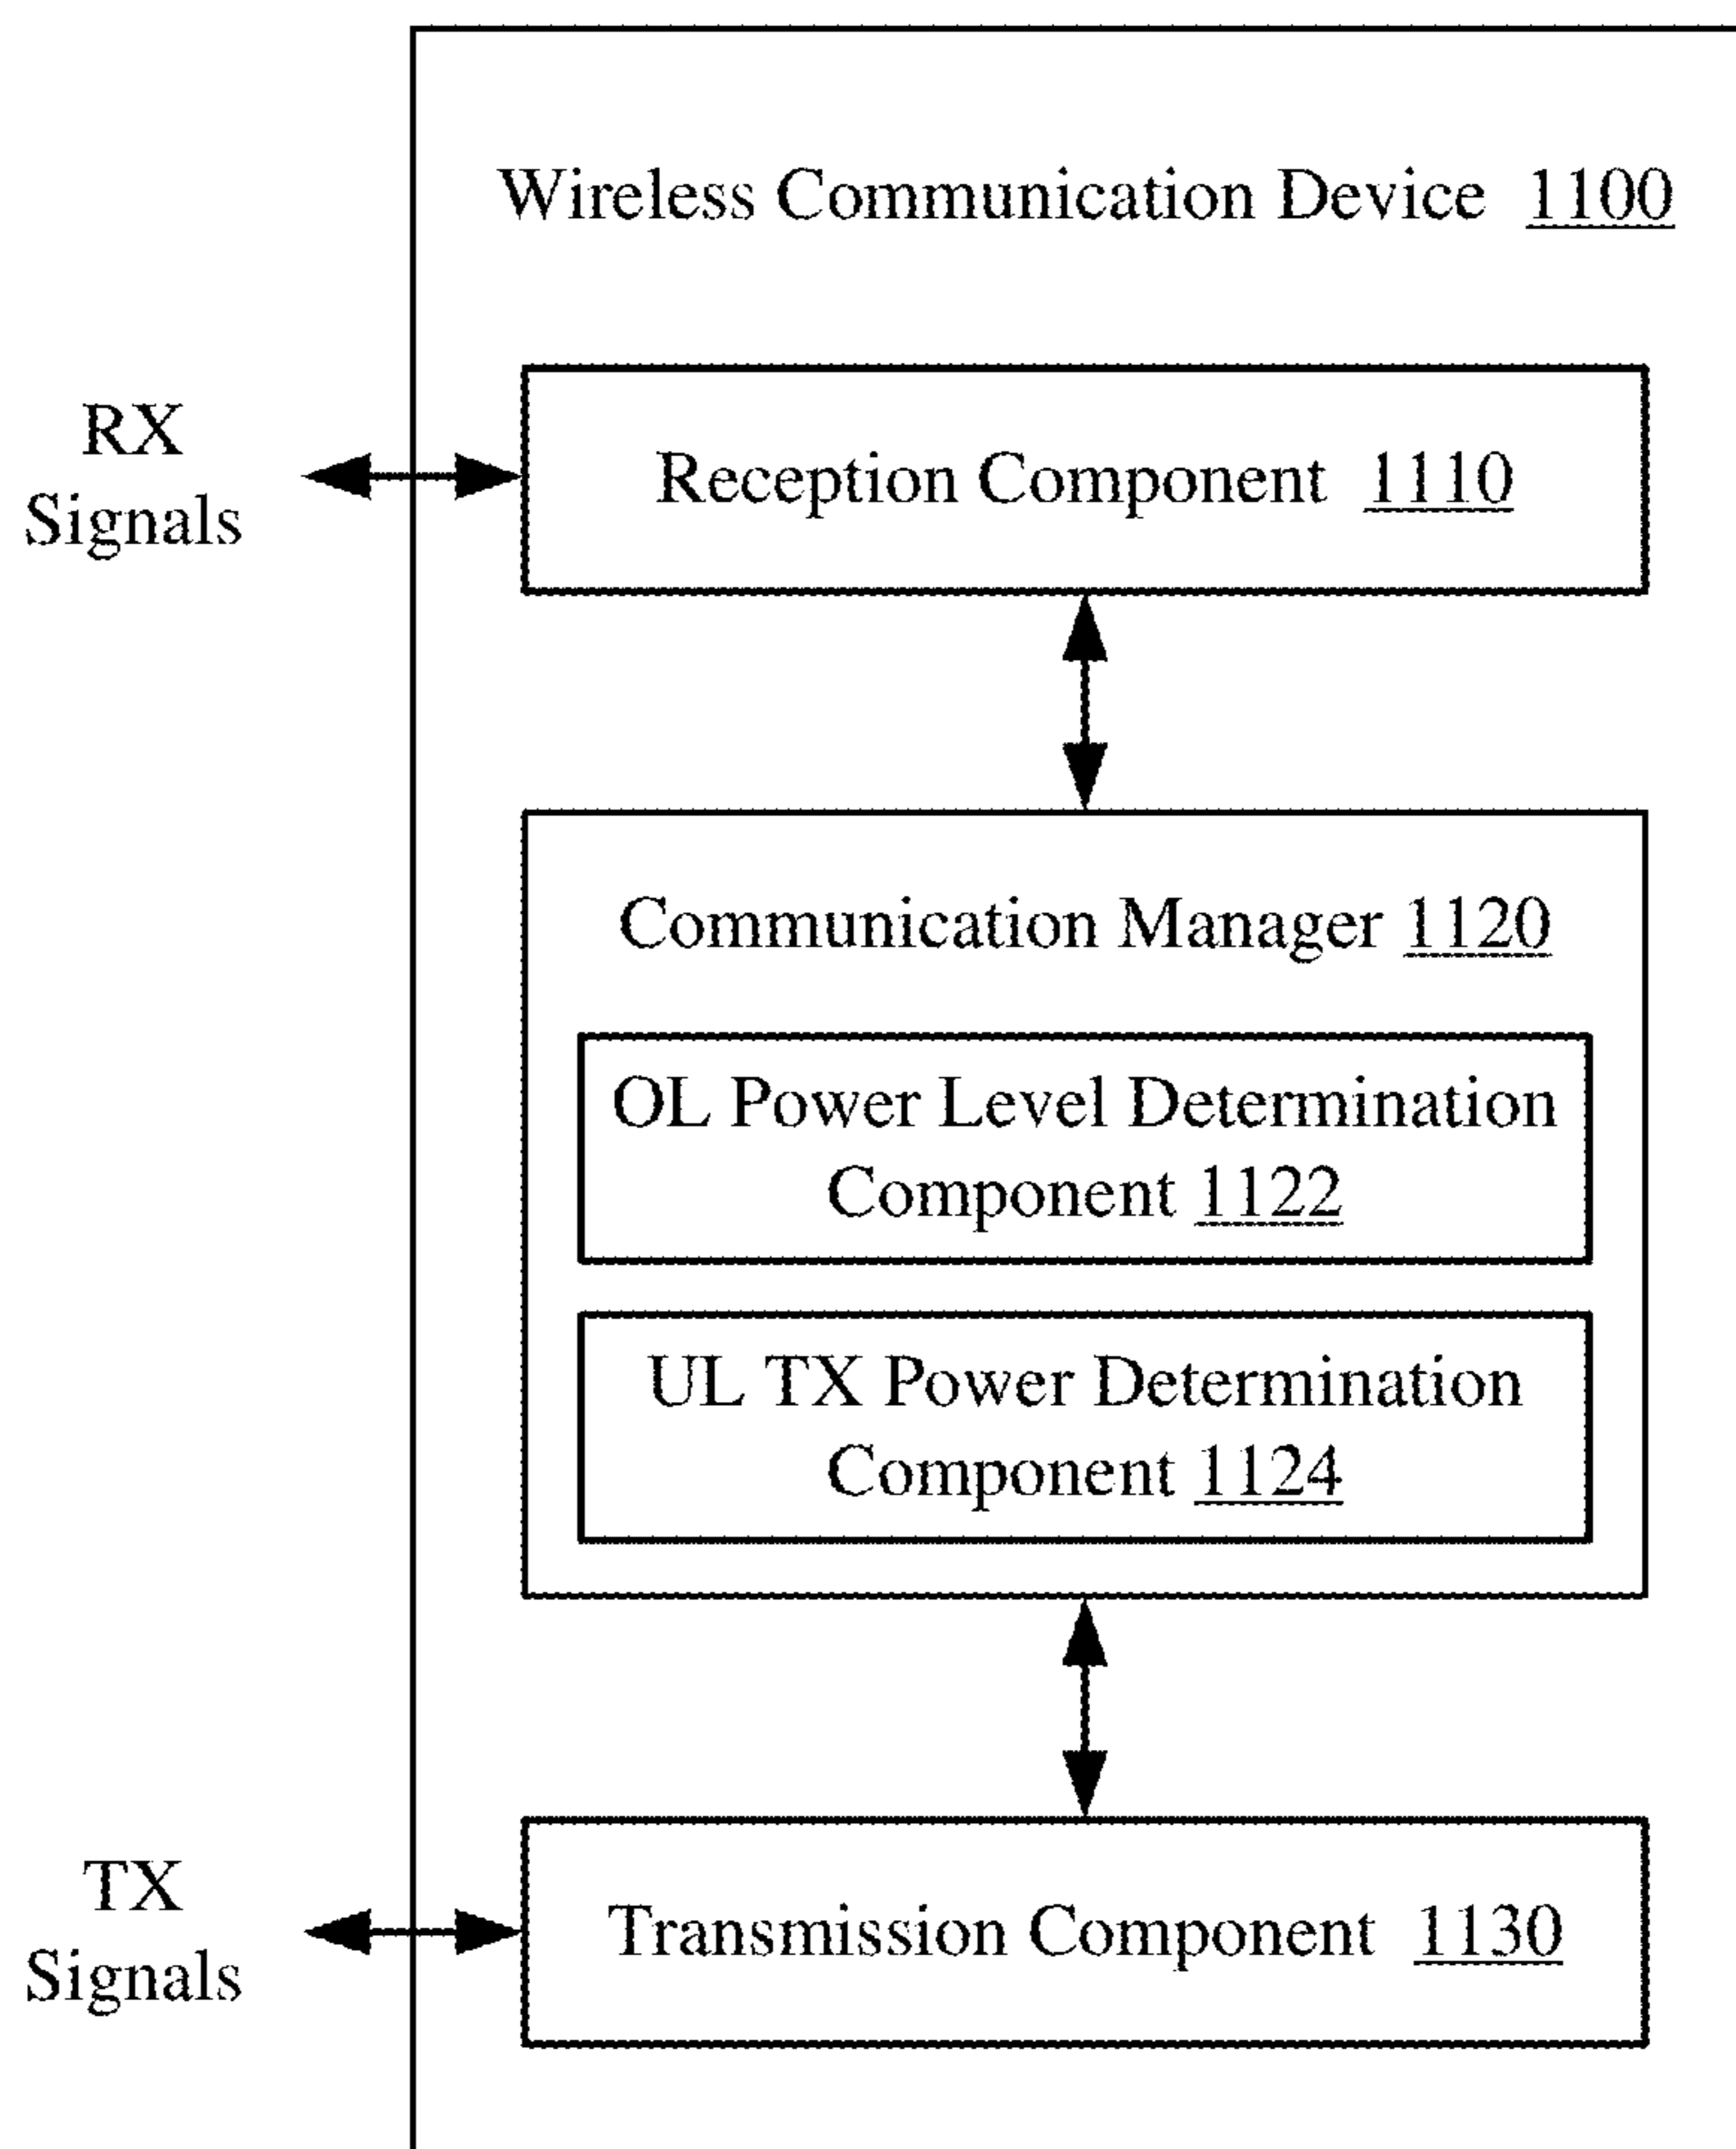 Wireless Communication Device 1100
RX
Signals
Reception Component 1110
Communication Manager 1120
OL Power Level Determination
Component 1122
UL TX Power Determination
Component 1124
TX
Signals
Transmission Component 1130